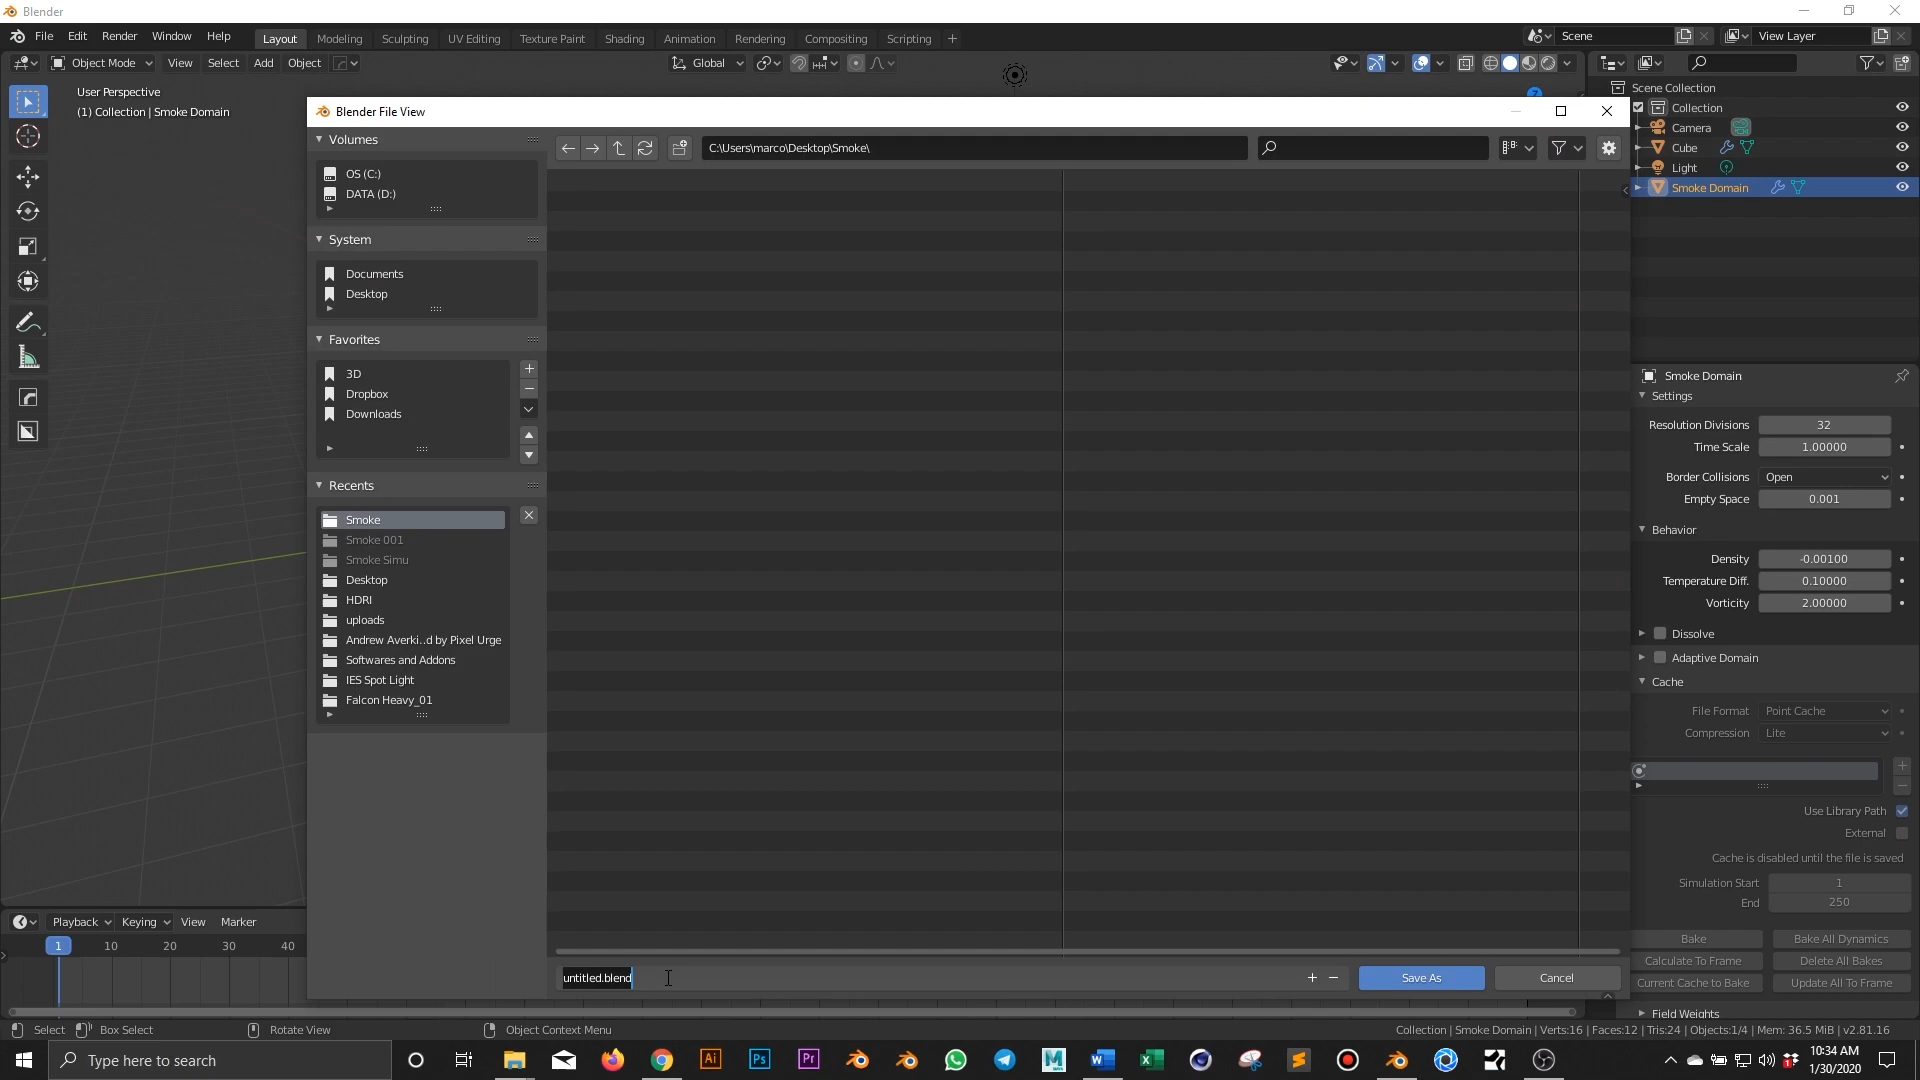 Blender
File Edit Render Window Help
Layout Modeling Sculpting UV Editing Texture Paint Shading Animation Rendering Compositing Scripting +
Scene
View Layer
Object Mode View Select Add Object
Global
User Perspective
(1) Collection | Smoke Domain
Blender File View
Volumes
OS (C:)
DATA (D:)
System
Documents
Desktop
Favorites
3D
Dropbox
Downloads
Recents
Smoke
Smoke 001
Smoke Simu
Desktop
HDRI
uploads
Andrew Averki..d by Pixel Urge
Softwares and Addons
IES Spot Light
Falcon Heavy_01
C:\Users\marco\Desktop\Smoke\
untitled.blend
Save As
Cancel
Scene Collection
Collection
Camera
Cube
Light
Smoke Domain
Smoke Domain
Settings
Resolution Divisions 32
Time Scale 1.00000
Border Collisions Open
Empty Space 0.001
Behavior
Density -0.00100
Temperature Diff. 0.10000
Vorticity 2.00000
Dissolve
Adaptive Domain
Cache
File Format Point Cache
Compression Lite
Use Library Path
External
Cache is disabled until the file is saved
Simulation Start 1
End 250
Bake Bake All Dynamics
Calculate To Frame Delete All Bakes
Current Cache to Bake Update All To Frame
Field Weights
Playback Keying View Marker
1 10 20 30 40
Select Box Select Rotate View Object Context Menu
Collection | Smoke Domain | Verts:16 | Faces:12 | Tris:24 | Objects:1/4 | Mem: 36.5 MiB | v2.81.16
Type here to search
Ai Ps Pr
10:34 AM
1/30/2020